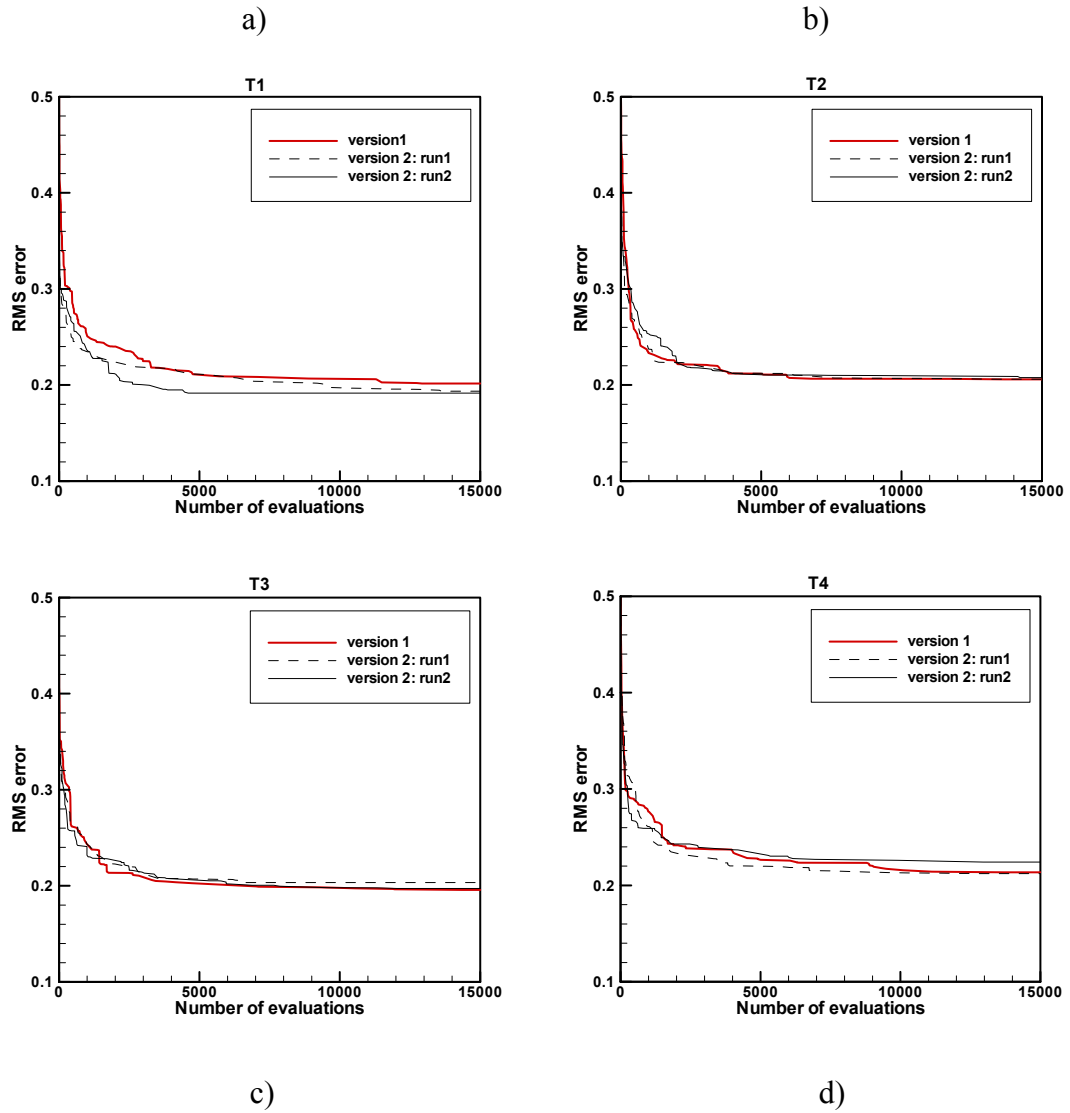 a)
b)
T1
0.5
0.4
0.3
0.2
0.1
RMS error
version1
version 2: run1
version 2: run2
0
5000
10000
15000
Number of evaluations
T2
0.5
0.4
0.3
0.2
0.1
RMS error
version 1
version 2: run1
version 2: run2
0
5000
10000
15000
Number of evaluations
T3
0.5
0.4
0.3
0.2
0.1
RMS error
version 1
version 2: run1
version 2: run2
0
5000
10000
15000
Number of evaluations
T4
0.5
0.4
0.3
0.2
0.1
RMS error
version 1
version 2: run1
version 2: run2
0
5000
10000
15000
Number of evaluations
c)
d)